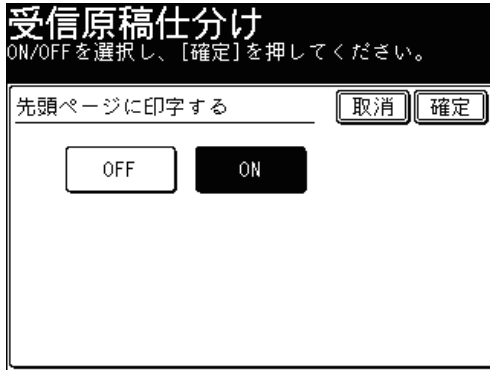 受信原稿仕分け
ON/OFFを選択し、[確定]を押してください。
先頭ページに印字する
取消
確定
OFF
ON